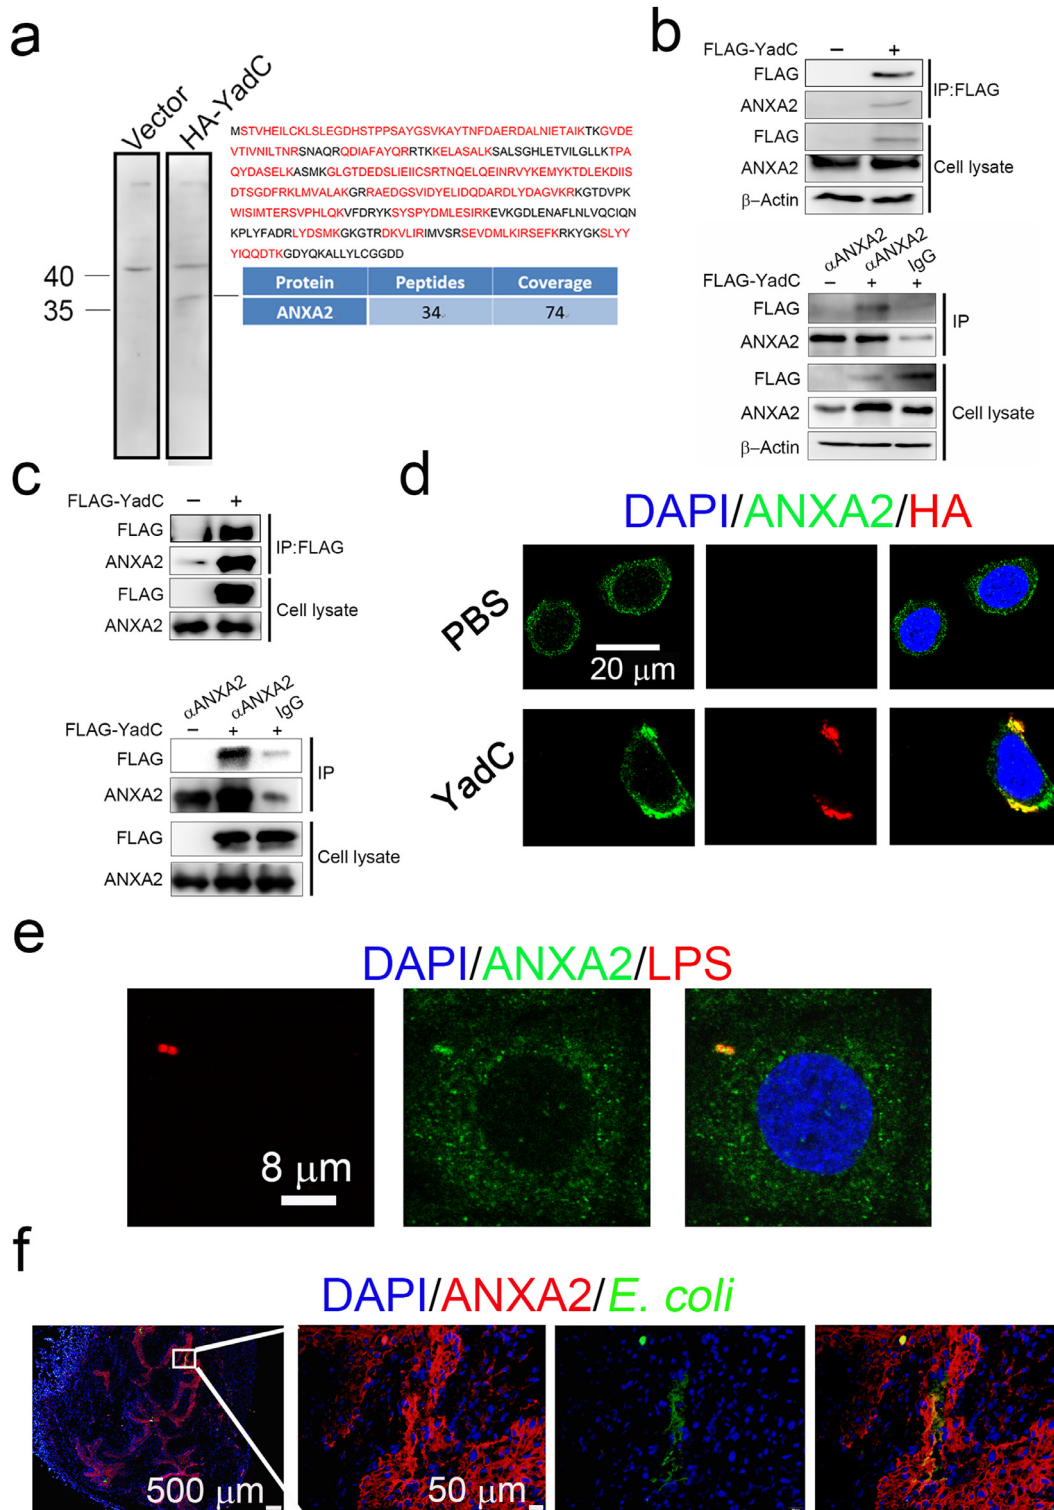 a
Vector
HA-YadC
40
35
MSTVHEILCKLSLEGDHSTPPSAYGSVKAYTNFDAERDALNIETAIKTKGVDE
VTIVNILTNRSNAQRQDIAFAYQRRTKKELASALKSALSGHLETVILGLLKTPA
QYDASELKASMKGLGTDEDSLIEIICSRTNQELQEINRVYKEMYKTDLEKDIIS
DTSGDFRKLMVALAKGRRAEDGSVIDYELIDQDARDLYDAGVKRKGTDVPK
WISIMTERSVPHLQKVFDRYKSYSPYDMLESIRKEVKGDLENAFLNLVQCIQN
KPLYFADRLYDSMKGKGTRDKVLIRIMVSRSEVDMLKIRSEFKRKYGKSLYY
YIQQDTKGDYQKALLYLCGGDD
Protein Peptides Coverage
ANXA2 34 74
b
FLAG-YadC − +
FLAG
ANXA2
IP:FLAG
FLAG
ANXA2
β−Actin
Cell lysate
αANXA2 αANXA2 IgG
FLAG-YadC − + +
FLAG
ANXA2
IP
FLAG
ANXA2
β−Actin
Cell lysate
c
FLAG-YadC − +
FLAG
ANXA2
IP:FLAG
FLAG
ANXA2
Cell lysate
αANXA2 αANXA2 IgG
FLAG-YadC − + +
FLAG
ANXA2
IP
FLAG
ANXA2
Cell lysate
d
DAPI/ANXA2/HA
PBS
20 μm
YadC
e
DAPI/ANXA2/LPS
8 μm
f
DAPI/ANXA2/E. coli
500 μm
50 μm